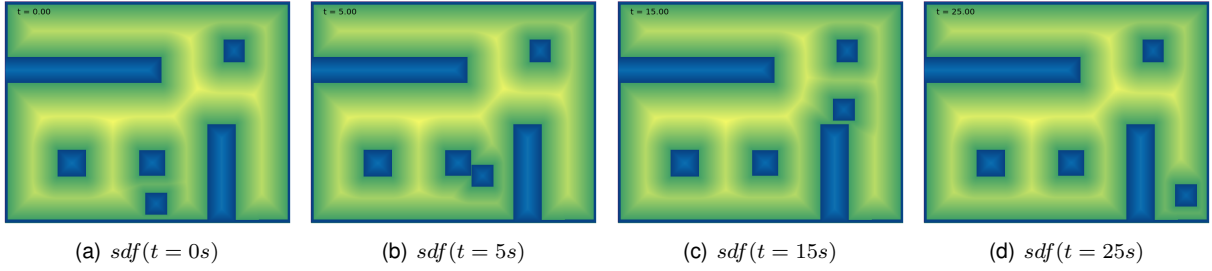 t = 0.00
t = 5.00
t = 15.00
t = 25.00
(a) sdf(t = 0s)
(b) sdf(t = 5s)
(c) sdf(t = 15s)
(d) sdf(t = 25s)